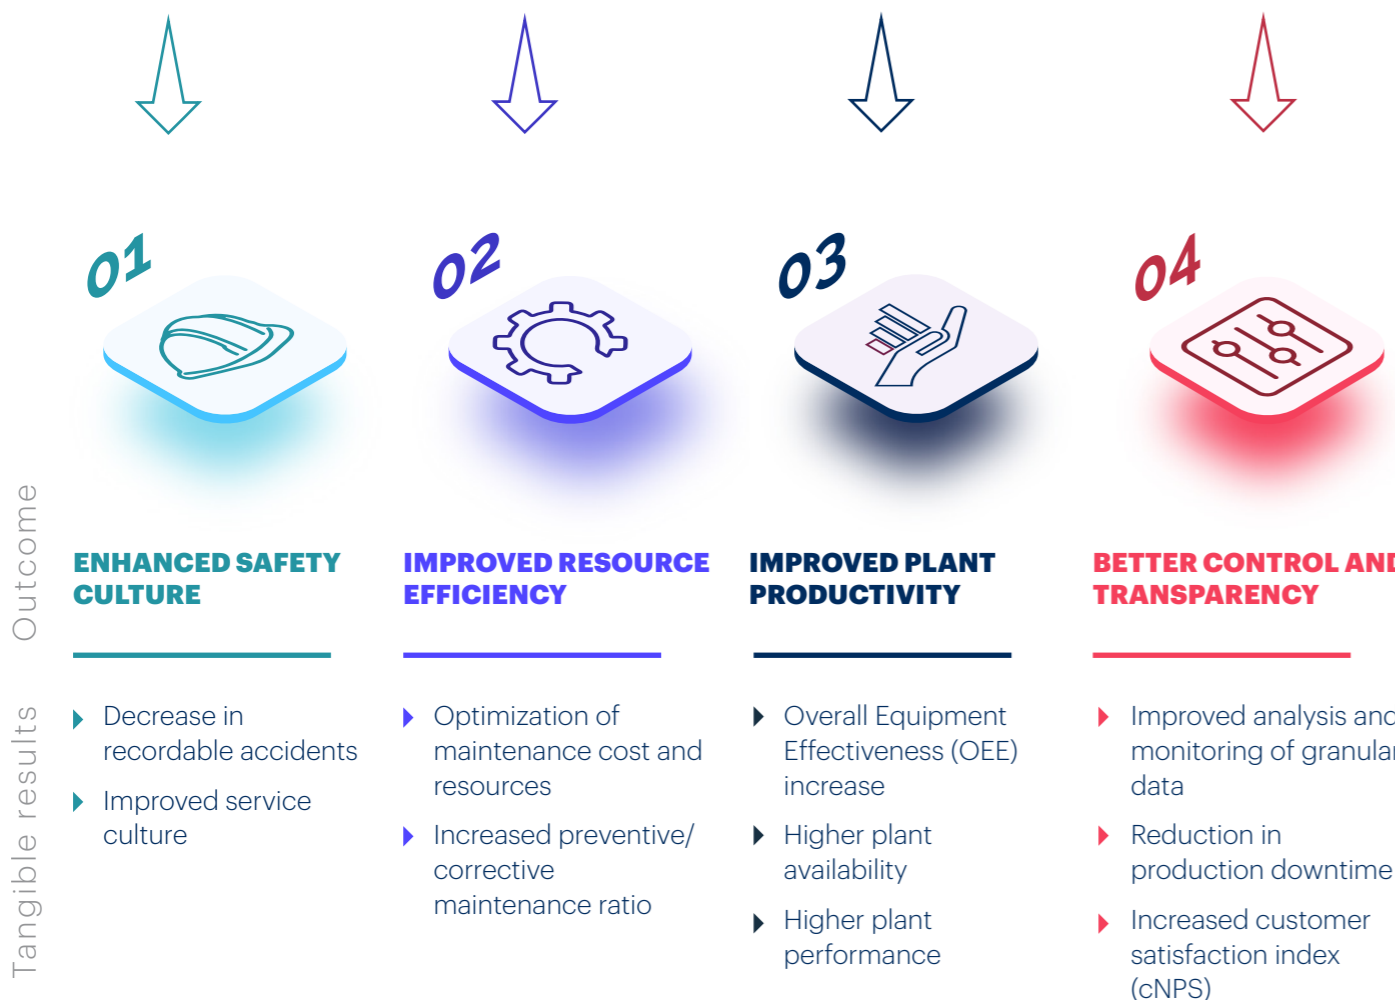 01
02
03
04
Outcome
ENHANCED SAFETY
CULTURE
IMPROVED RESOURCE
EFFICIENCY
IMPROVED PLANT
PRODUCTIVITY
BETTER CONTROL AND
TRANSPARENCY
Tangible results
Decrease in
recordable accidents
Improved service
culture
Optimization of
maintenance cost and
resources
Increased preventive/
corrective
maintenance ratio
Overall Equipment
Effectiveness (OEE)
increase
Higher plant
availability
Higher plant
performance
Improved analysis and
monitoring of granular
data
Reduction in
production downtime
Increased customer
satisfaction index
(cNPS)